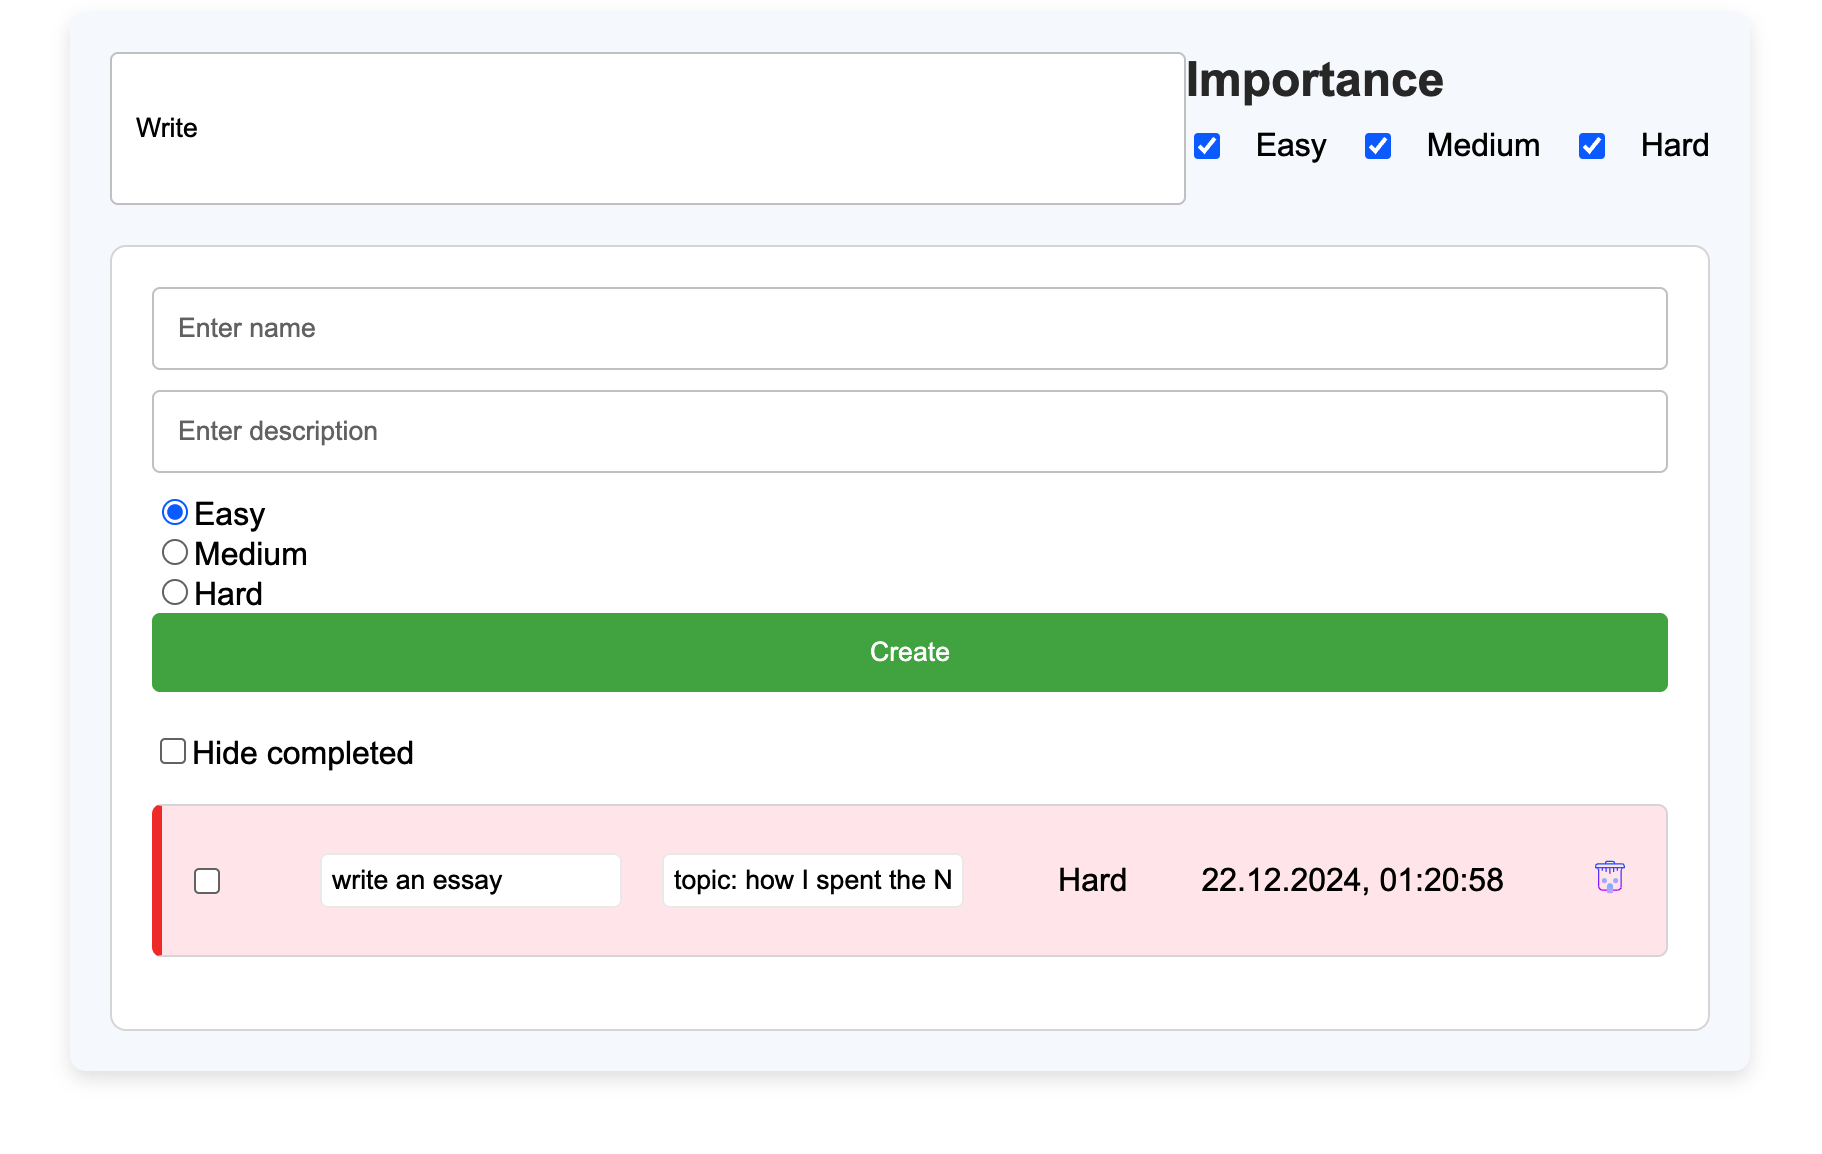 Write
Importance
Easy Medium Hard
Enter name
Enter description
Easy
Medium
Hard
Create
Hide completed
write an essay topic: how I spent the N Hard 22.12.2024, 01:20:58